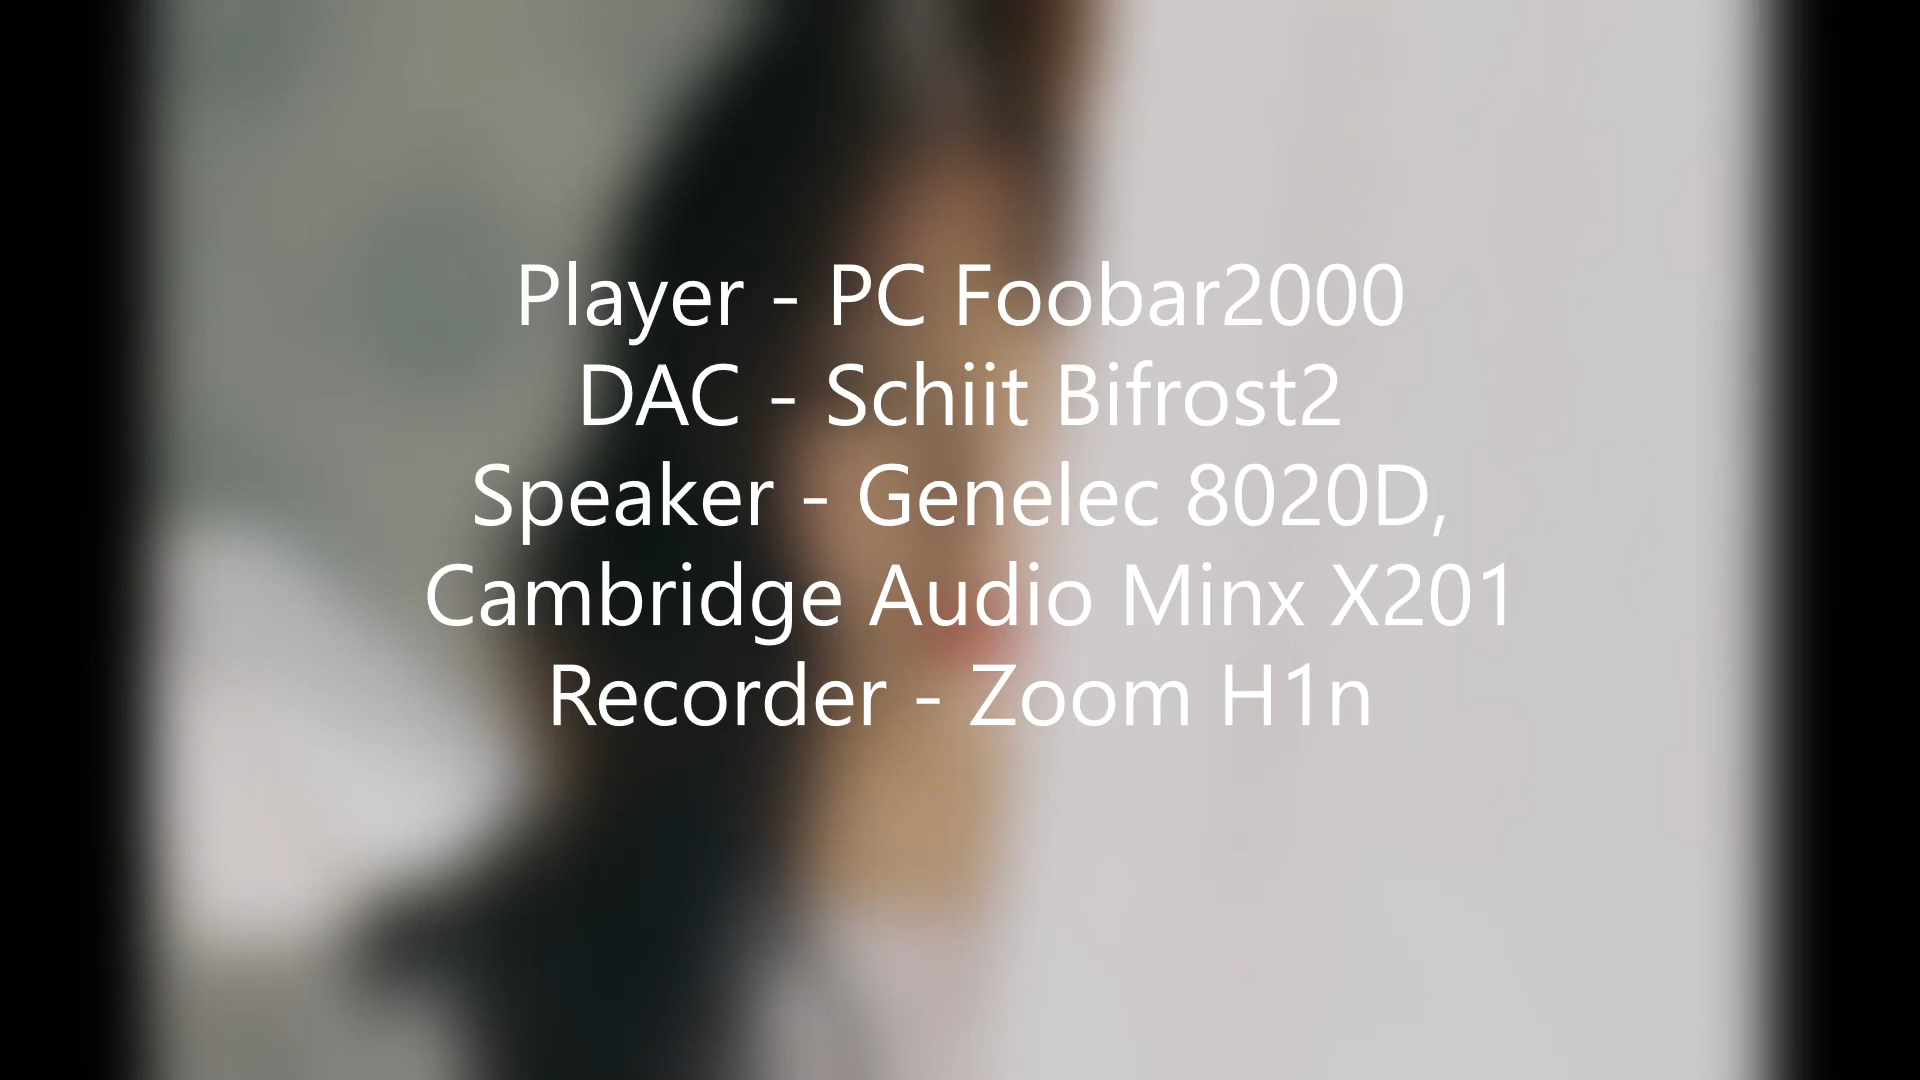 Player - PC Foobar2000
DAC - Schiit Bifrost2
Speaker - Genelec 8020D,
Cambridge Audio Minx X201
Recorder - Zoom H1n